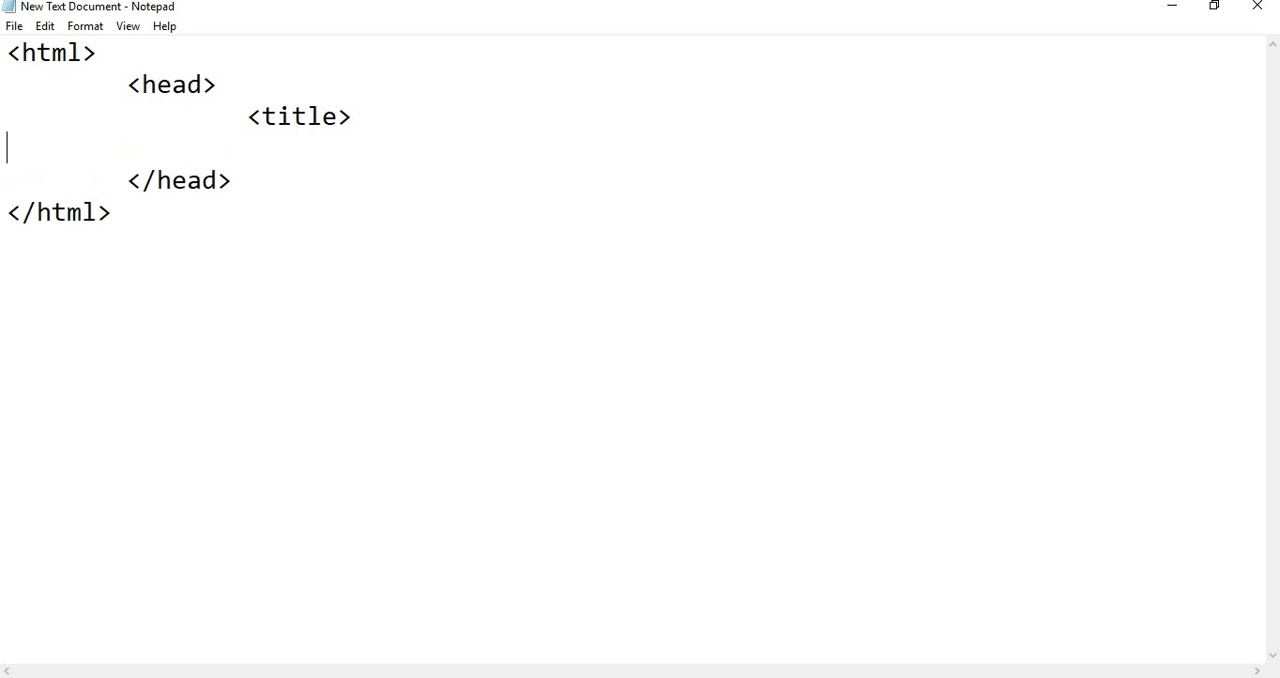 New Text Document - Notepad
File Edit Format View Help
<html>
<head>
<title>
</head>
</html>